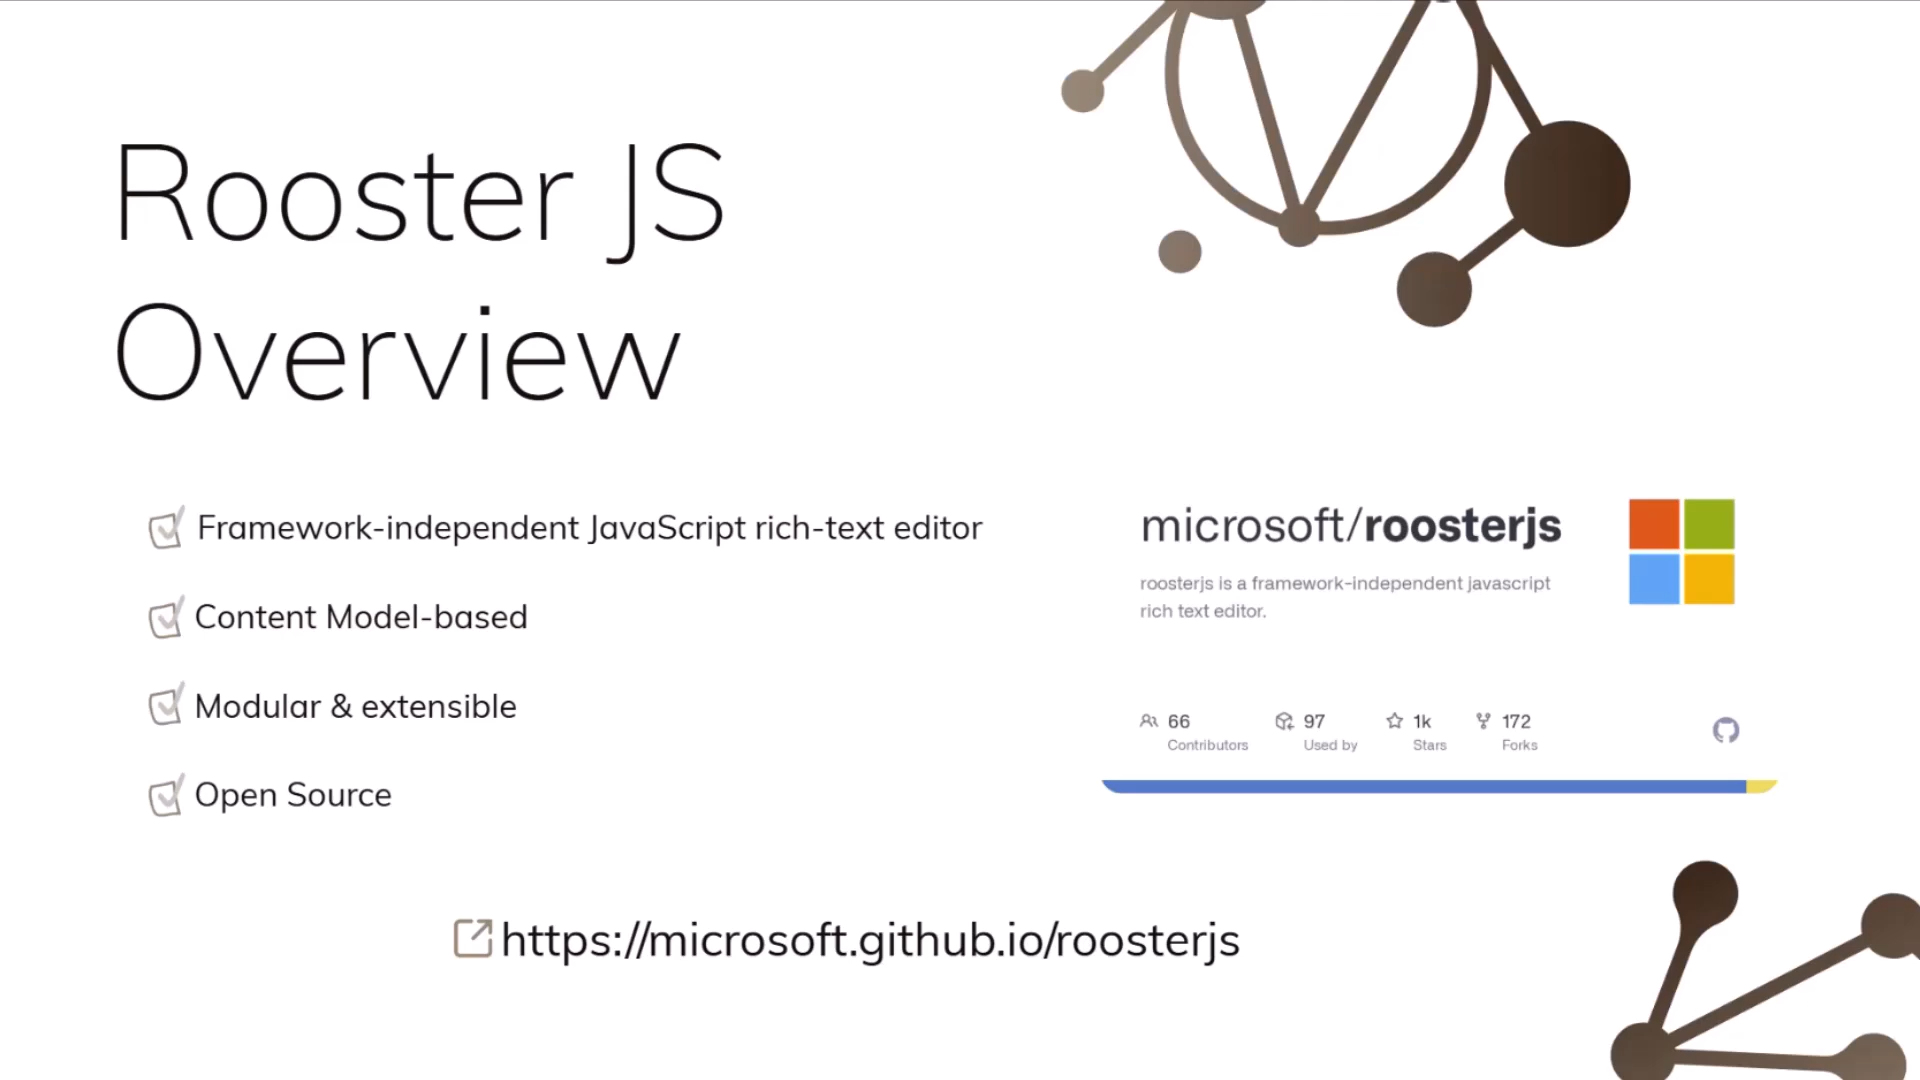 Rooster JS
Overview
Framework-independent JavaScript rich-text editor
Content Model-based
Modular & extensible
Open Source
microsoft/roosterjs
roosterjs is a framework-independent javascript
rich text editor.
66 97 1k 172
Contributors Used by Stars Forks
https://microsoft.github.io/roosterjs